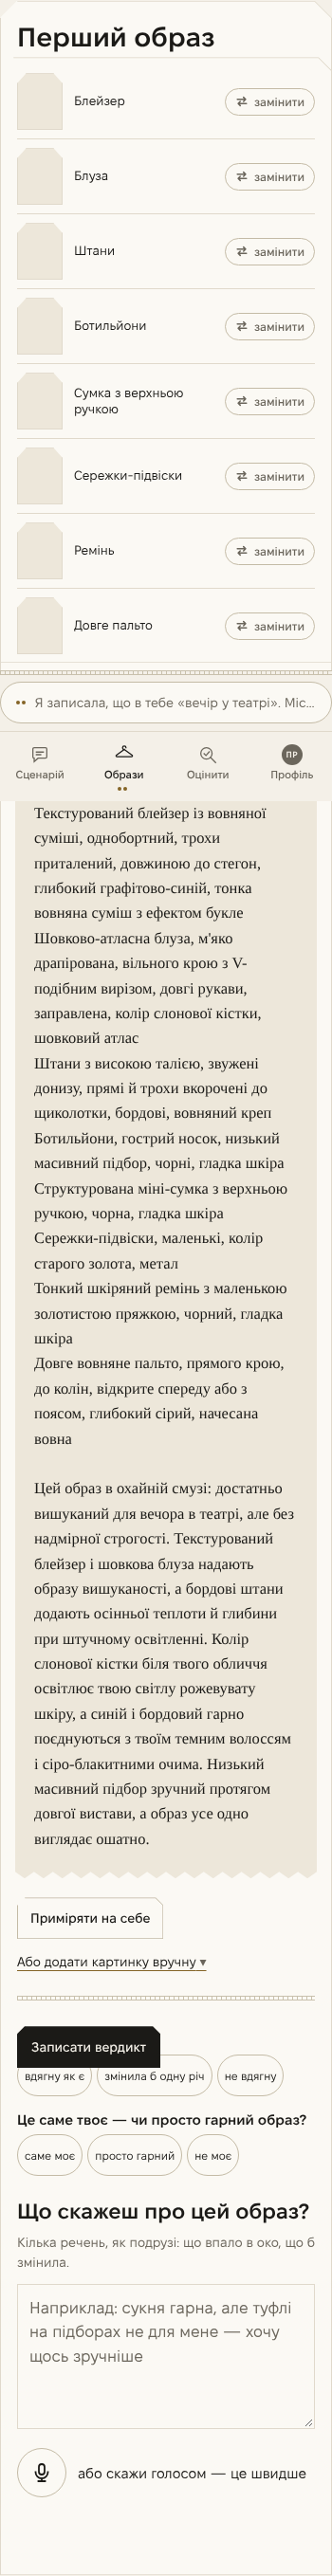 Перший образ
Блейзер
⇄ замінити
Блуза
⇄ замінити
Штани
⇄ замінити
Ботильйони
⇄ замінити
Сумка з верхньою
ручкою
⇄ замінити
Сережки-підвіски
⇄ замінити
Ремінь
⇄ замінити
Довге пальто
⇄ замінити
Я записала, що в тебе «вечір у театрі». Міс...
Сценарій
Образи
Оцінити
ПР
Профіль
Текстурований блейзер із вовняної
суміші, однобортний, трохи
приталений, довжиною до стегон,
глибокий графітово-синій, тонка
вовняна суміш з ефектом букле
Шовково-атласна блуза, м'яко
драпірована, вільного крою з V-
подібним вирізом, довгі рукави,
заправлена, колір слонової кістки,
шовковий атлас
Штани з високою талією, звужені
донизу, прямі й трохи вкорочені до
щиколотки, бордові, вовняний креп
Ботильйони, гострий носок, низький
масивний підбор, чорні, гладка шкіра
Структурована міні-сумка з верхньою
ручкою, чорна, гладка шкіра
Сережки-підвіски, маленькі, колір
старого золота, метал
Тонкий шкіряний ремінь з маленькою
золотистою пряжкою, чорний, гладка
шкіра
Довге вовняне пальто, прямого крою,
до колін, відкрите спереду або з
поясом, глибокий сірий, начесана
вовна
Цей образ в охайній смузі: достатньо
вишуканий для вечора в театрі, але без
надмірної строгості. Текстурований
блейзер і шовкова блуза надають
образу вишуканості, а бордові штани
додають осінньої теплоти й глибини
при штучному освітленні. Колір
слонової кістки біля твого обличчя
освітлює твою світлу рожевувату
шкіру, а синій і бордовий гарно
поєднуються з твоїм темним волоссям
і сіро-блакитними очима. Низький
масивний підбор зручний протягом
довгої вистави, а образ усе одно
виглядає ошатно.
Приміряти на себе
Або додати картинку вручну ▾
Записати вердикт
вдягну як є
змінила б одну річ
не вдягну
Це саме твоє — чи просто гарний образ?
саме моє
просто гарний
не моє
Що скажеш про цей образ?
Кілька речень, як подрузі: що впало в око, що б
змінила.
Наприклад: сукня гарна, але туфлі
на підборах не для мене — хочу
щось зручніше
або скажи голосом — це швидше